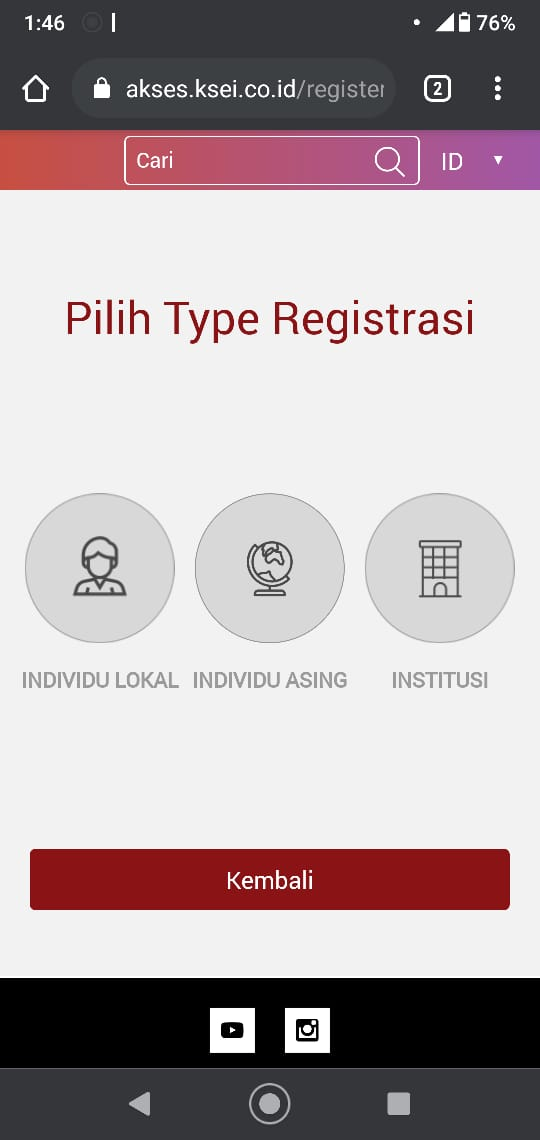 1:46
76%
akses.ksei.co.id/register
2
Cari
ID
Pilih Type Registrasi
INDIVIDU LOKAL
INDIVIDU ASING
INSTITUSI
Kembali